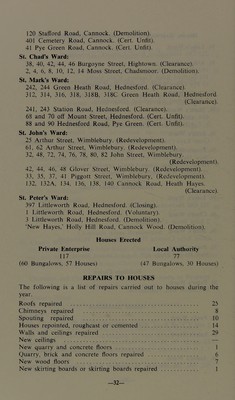 120 Stafford Road, Cannock. (Demolition).
401 Cemetery Road, Cannock. (Cert. Unfit).
41 Pye Green Road, Cannock. (Cert. Unfit).
St. Chad's Ward:
38, 40, 42, 44, 46 Burgoyne Street, Hightown. (Clearance).
2, 4, 6, 8, 10, 12, 14 Moss Street, Chadsmoor. (Demolition).
St. Mark's Ward:
242, 244 Green Heath Road, Hednesford. (Clearance).
312, 314, 316, 318, 318B, 318C Green Heath Road, Hednesford.
(Clearance).
241, 243 Station Road, Hednesford. (Clearance).
68 and 70 off Mount Street, Hednesford. (Cert. Unfit).
88 and 90 Hednesford Road, Pye Green. (Cert. Unfit).
St. John's Ward:
25 Arthur Street, Wimblebury. (Redevelopment).
61, 62 Arthur Street, Wimblebury. (Redevelopment).
32, 48, 72, 74, 76, 78, 80, 82 John Street, Wimblebury.
(Redevelopment).
42, 44, 46, 48 Glover Street, Wimblebury. (Redevelopment).
33, 35, 37, 41 Piggott Street, Wimblebury. (Redevelopment).
132, 132A, 134, 136, 138, 140 Cannock Road, Heath Hayes.
(Clearance).
St. Peter's Ward:
397 Littleworth Road, Hednesford. (Closing).
1 Littleworth Road, Hednesford. (Voluntary).
3 Littleworth Road, Hednesford. (Demolition).
'New Hayes,' Holly Hill Road, Cannock Wood. (Demolition).
Houses Erected
Private Enterprise Local Authority
117 77
(60 Bungalows, 57 Houses) (47 Bungalows, 30 Houses)
REPAIRS TO HOUSES
The following is a list of repairs carried out to houses during the
year.
Roofs repaired 25
Chimneys repaired 8
Spouting repaired 10
Houses repointed, roughcast or cemented 14
Walls and ceilings repaired 29
New ceilings —
New quarry and concrete floors 1
Quarry, brick and concrete floors repaired 6
New wood floors 7
New skirting boards or skirting boards repaired 1
—32—